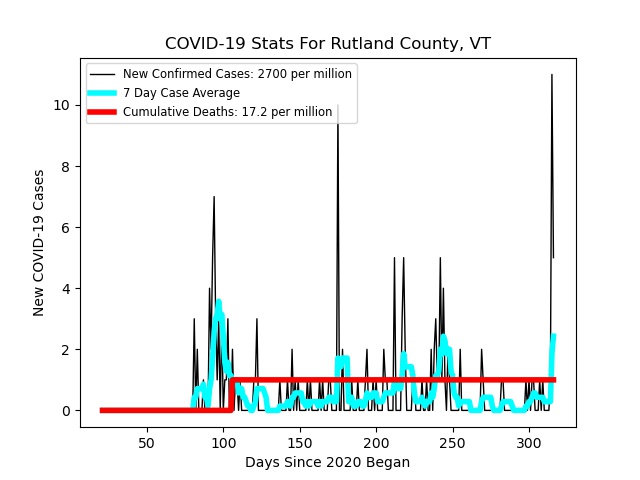 COVID-19 Stats For Rutland County, VT
New Confirmed Cases: 2700 per million
7 Day Case Average
Cumulative Deaths: 17.2 per million
New COVID-19 Cases
10
8
6
4
2
0
50 100 150 200 250 300
Days Since 2020 Began